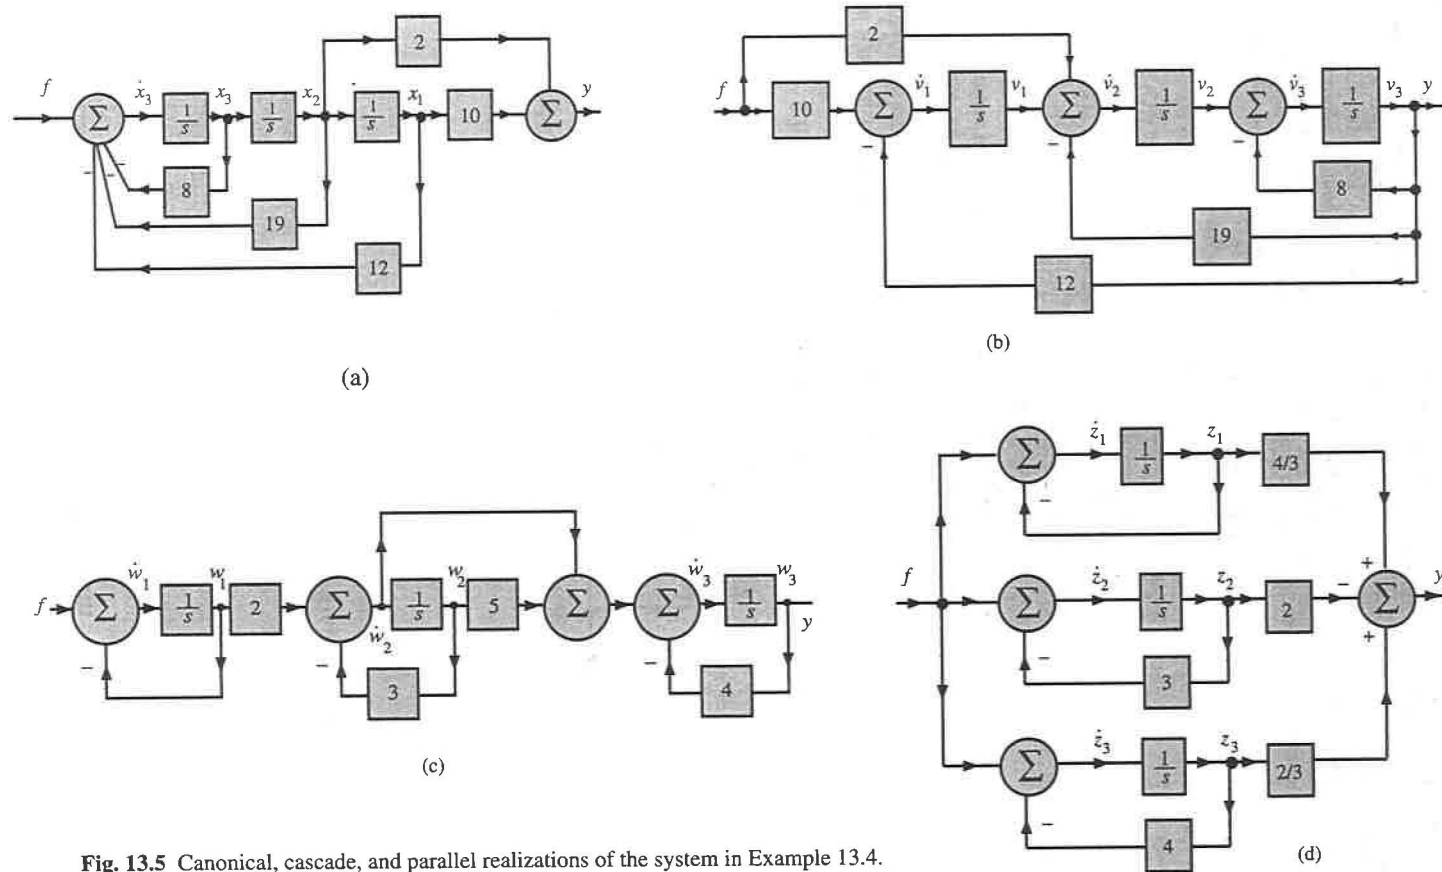 2
f
ẋ₃
1/s
x₃
1/s
x₂
1/s
x₁
10
Σ
Σ
y
−
−
−
8
19
12
(a)
2
f
10
Σ
v̇₁
1/s
v₁
Σ
v̇₂
1/s
v₂
Σ
v̇₃
1/s
v₃
y
−
−
−
8
19
12
(b)
f
Σ
ẇ₁
1/s
w₁
2
Σ
ẇ₂
1/s
w₂
5
Σ
Σ
ẇ₃
1/s
w₃
y
−
−
3
−
4
(c)
f
Σ
ż₁
1/s
z₁
4/3
−
Σ
ż₂
1/s
z₂
2
+
−
Σ
y
+
−
3
Σ
ż₃
1/s
z₃
2/3
−
4
(d)
Fig. 13.5 Canonical, cascade, and parallel realizations of the system in Example 13.4.